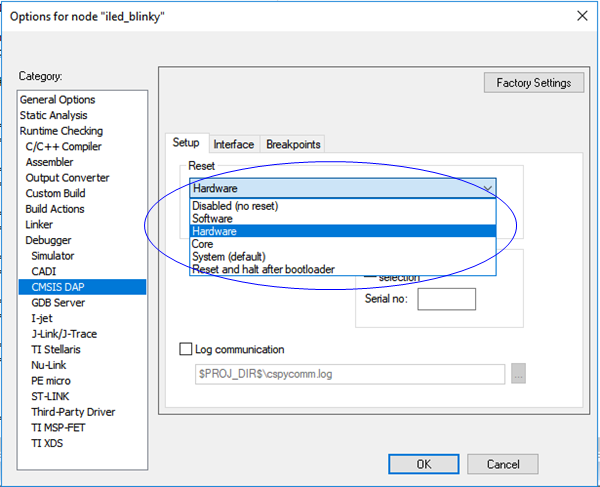 Options for node "iled_blinky"
Category:
Factory Settings
General Options
Static Analysis
Runtime Checking
C/C++ Compiler
Assembler
Output Converter
Custom Build
Build Actions
Linker
Debugger
Simulator
CADI
CMSIS DAP
GDB Server
I-jet
J-Link/J-Trace
TI Stellaris
Nu-Link
PE micro
ST-LINK
Third-Party Driver
TI MSP-FET
TI XDS
Setup Interface Breakpoints
Reset
Hardware
Disabled (no reset)
Software
Hardware
Core
System (default)
Reset and halt after bootloader
selection
Serial no:
Log communication
$PROJ_DIR$\cspycomm.log
...
OK Cancel